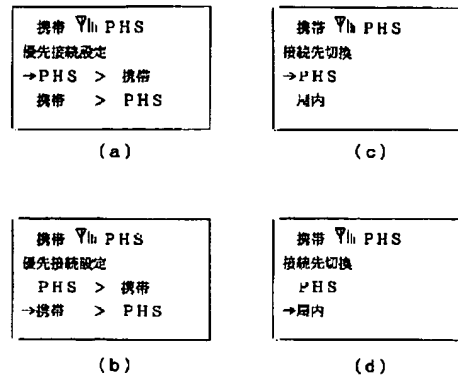 携帯 PHS
優先接続設定
→PHS > 携帯
携帯 > PHS
(a)
携帯 PHS
接続先切換
→PHS
局内
(c)
携帯 PHS
優先接続設定
PHS > 携帯
→携帯 > PHS
(b)
携帯 PHS
接続先切換
PHS
→局内
(d)